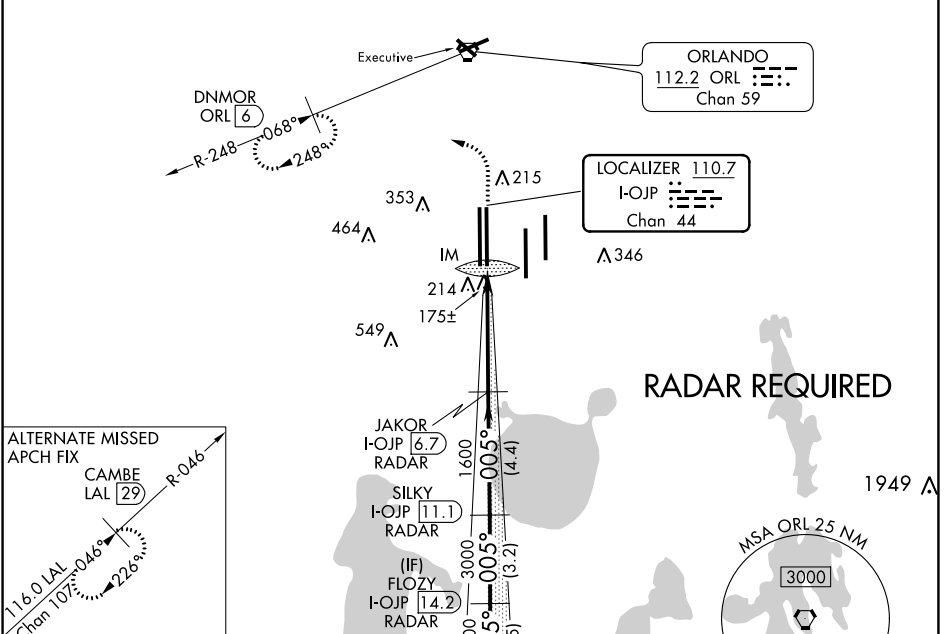 Executive
ORLANDO
112.2 ORL
Chan 59
DNMOR
ORL 6
R-248
068°
248°
LOCALIZER 110.7
I-OJP
Chan 44
215
353
464
IM
346
214
175±
549
RADAR REQUIRED
JAKOR
I-OJP 6.7
RADAR
1600
005°
(4.4)
SILKY
I-OJP 11.1
RADAR
3000
005°
(3.2)
(IF)
FLOZY
I-OJP 14.2
RADAR
1949
ALTERNATE MISSED
APCH FIX
CAMBE
LAL 29
R-046
046°
226°
116.0 LAL
Chan 107
MSA ORL 25 NM
3000